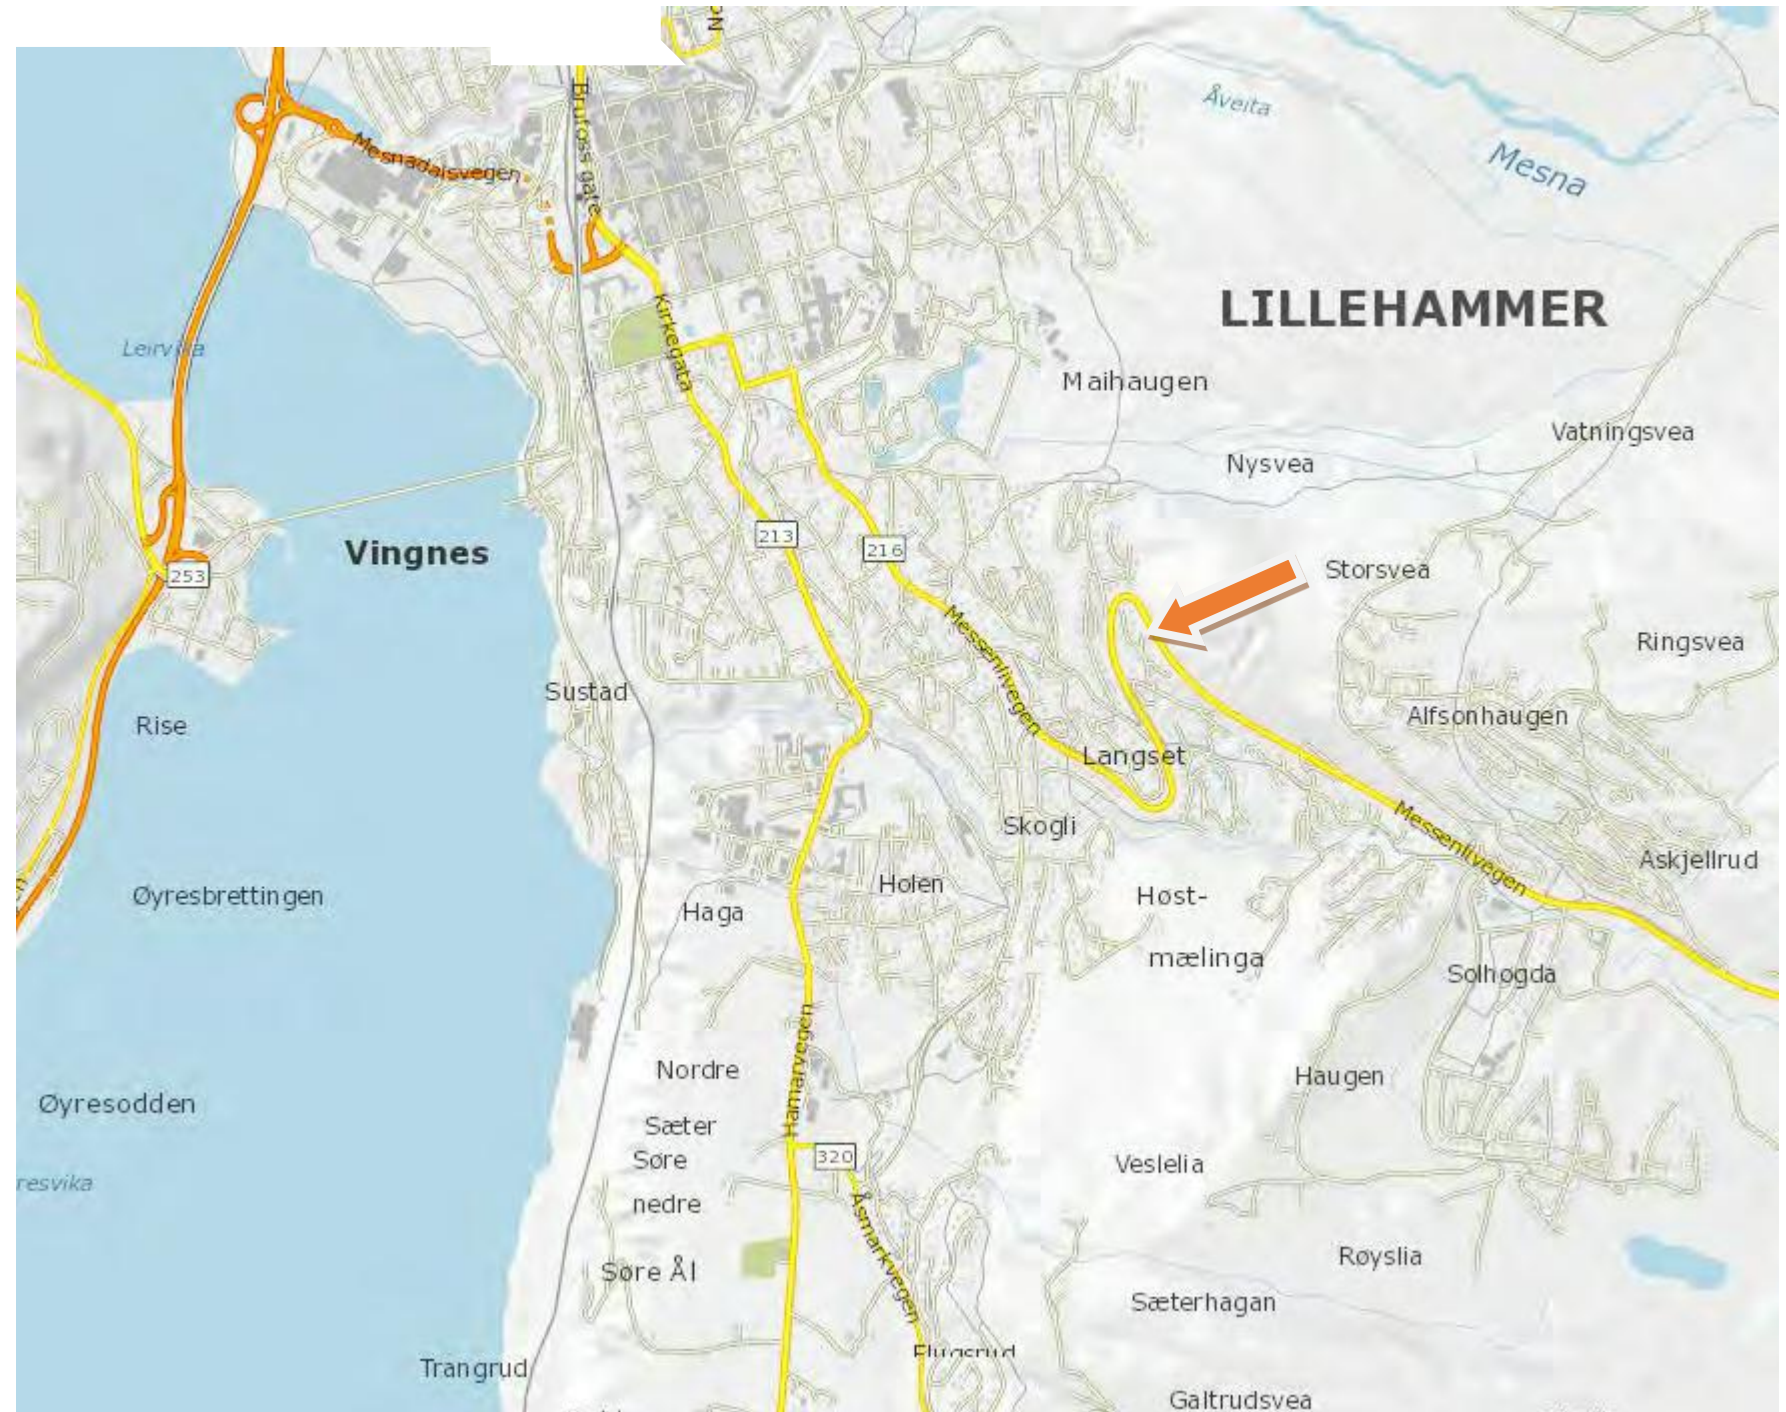 Åveita
Mesna
Mesnadalsvegen
Brufoss gate
LILLEHAMMER
Kirkegata
Leirvika
Maihaugen
Vatningsvea
Nysvea
213
216
Vingnes
253
Storsvea
Messenlivegen
Ringsvea
Sustad
Rise
Alfsonhaugen
Langset
Skogli
Messenlivegen
Askjellrud
Øyresbrettingen
Holen
Høst-
Haga
mælinga
Solhøgda
Hamarvegen
Nordre
Haugen
Øyresodden
Sæter
Søre
320
Veslelia
resvika
nedre
Åsmarkvegen
Røyslia
Søre Ål
Sæterhagan
Trangrud
Galtrudsvea